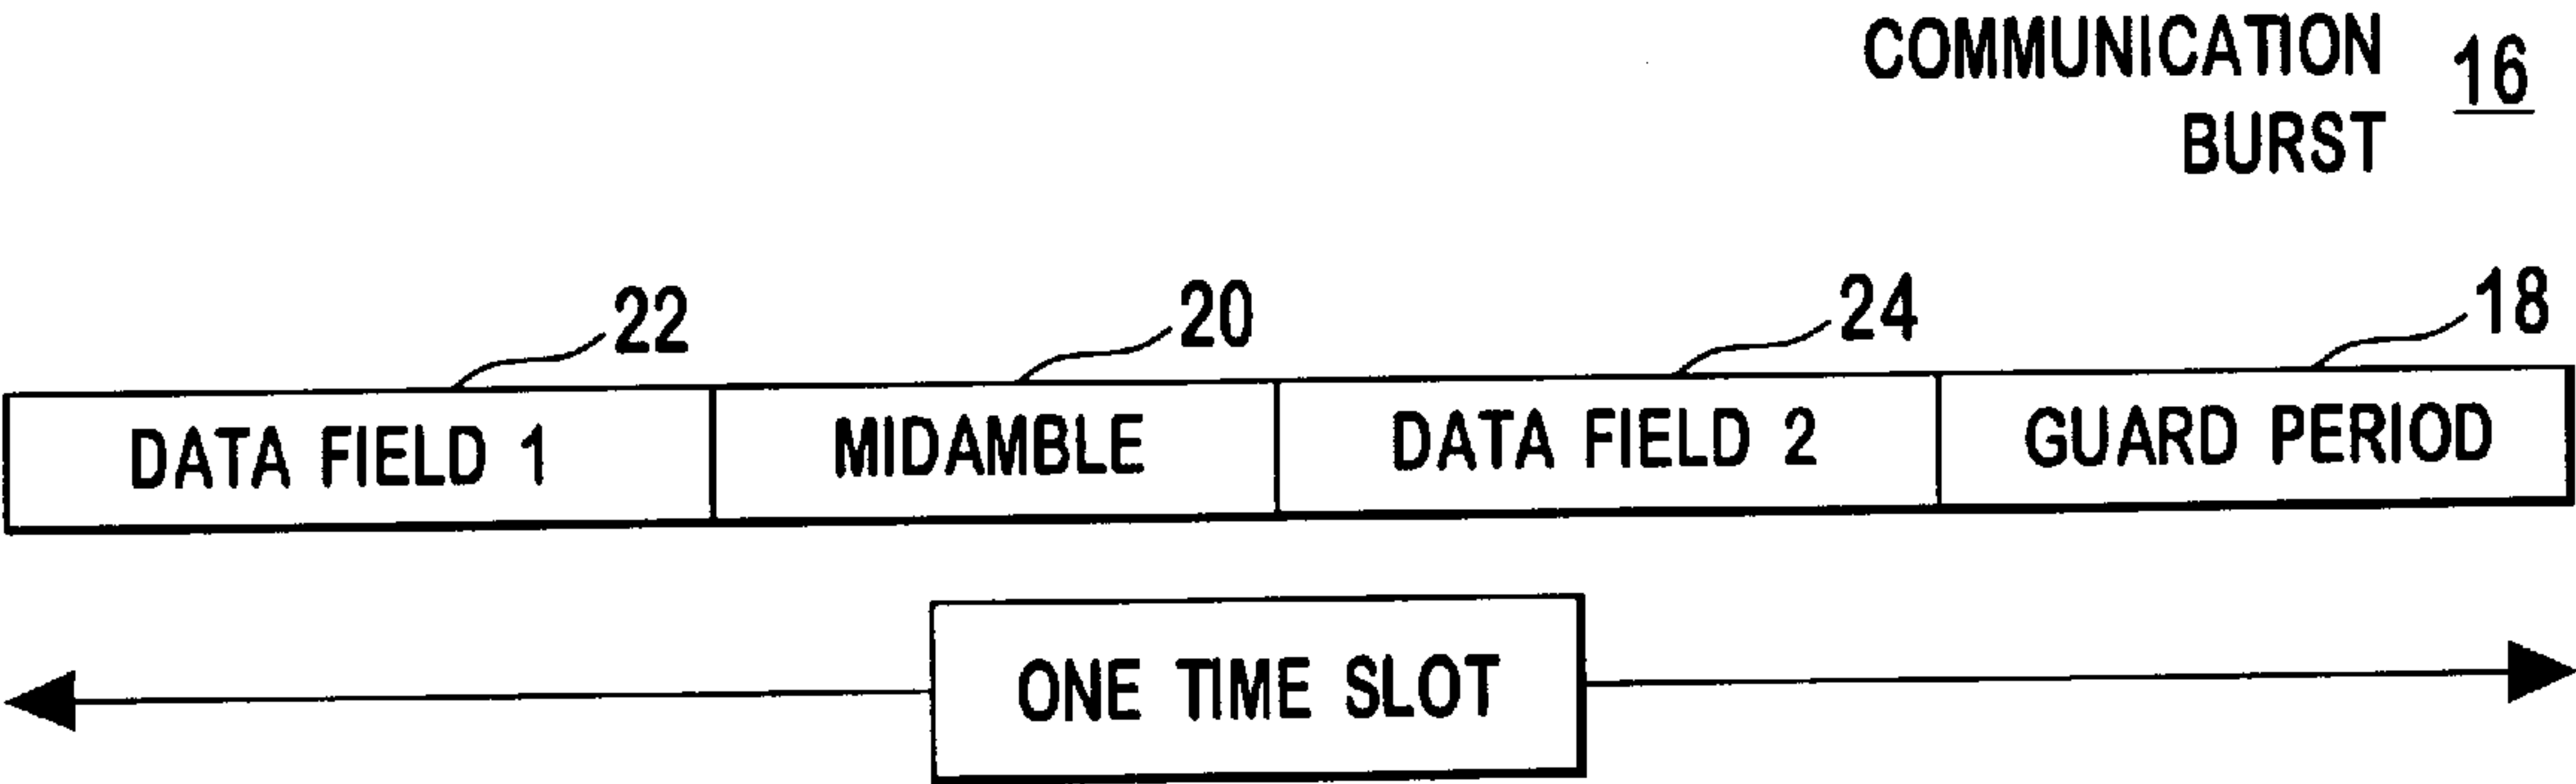 COMMUNICATION 16
BURST
22 20 24 18
DATA FIELD 1 MIDAMBLE DATA FIELD 2 GUARD PERIOD
ONE TIME SLOT